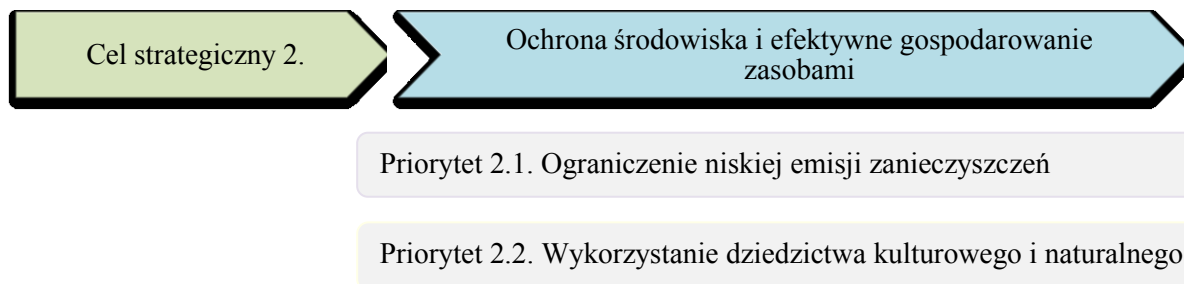 Cel strategiczny 2.
Ochrona środowiska i efektywne gospodarowanie
zasobami
Priorytet 2.1. Ograniczenie niskiej emisji zanieczyszczeń
Priorytet 2.2. Wykorzystanie dziedzictwa kulturowego i naturalnego